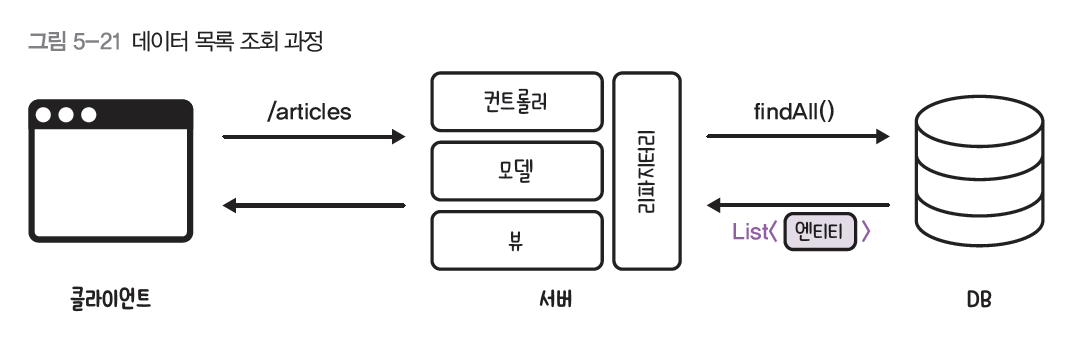 그림 5-21 데이터 목록 조회 과정
/articles
컨트롤러
모델
뷰
리파지터리
findAll()
List〈 엔티티 〉
클라이언트
서버
DB